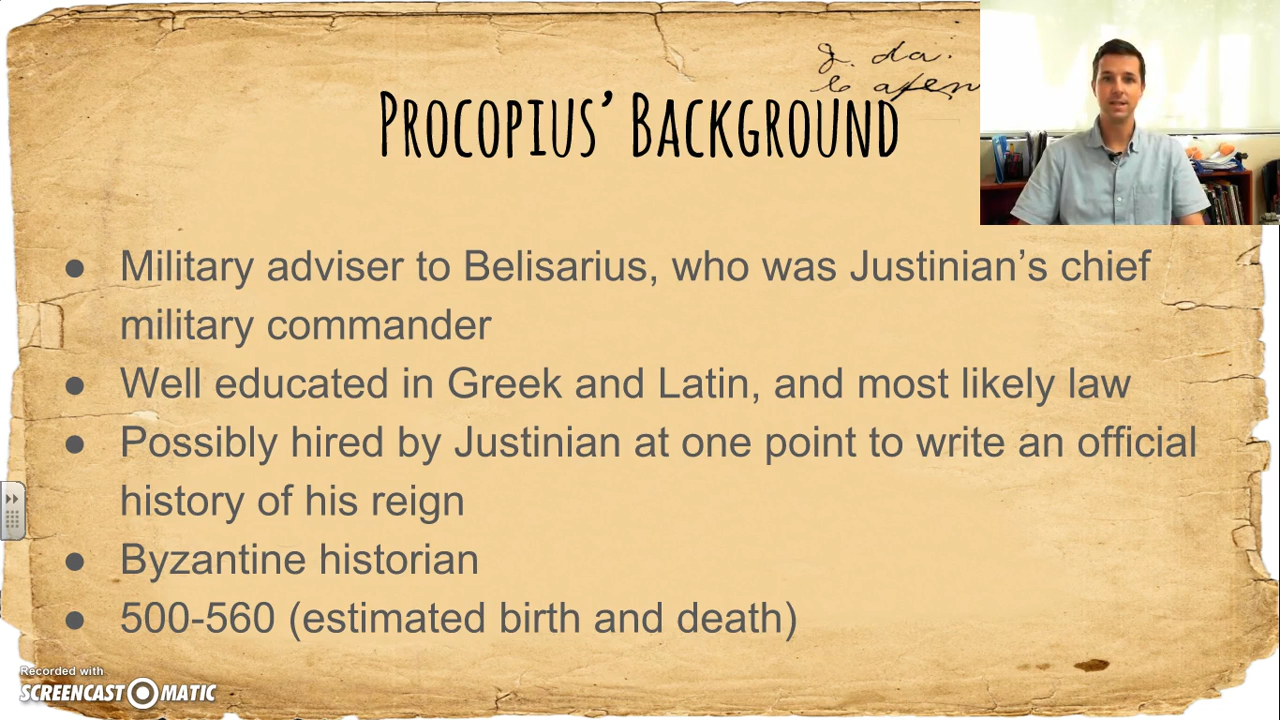 Procopius’ Background
● Military adviser to Belisarius, who was Justinian’s chief
military commander
● Well educated in Greek and Latin, and most likely law
● Possibly hired by Justinian at one point to write an official
history of his reign
● Byzantine historian
● 500-560 (estimated birth and death)
Recorded with
SCREENCAST-O-MATIC